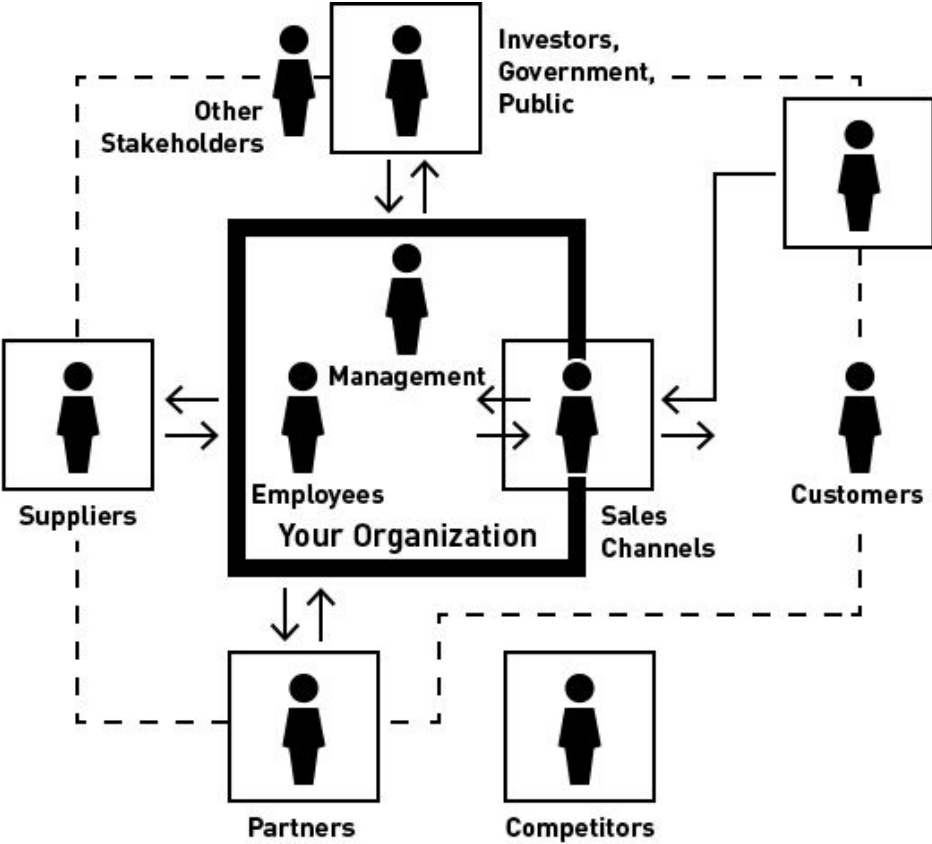 Investors,
Government,
Public
Other
Stakeholders
Management
Employees
Your Organization
Suppliers
Sales
Channels
Customers
Partners
Competitors